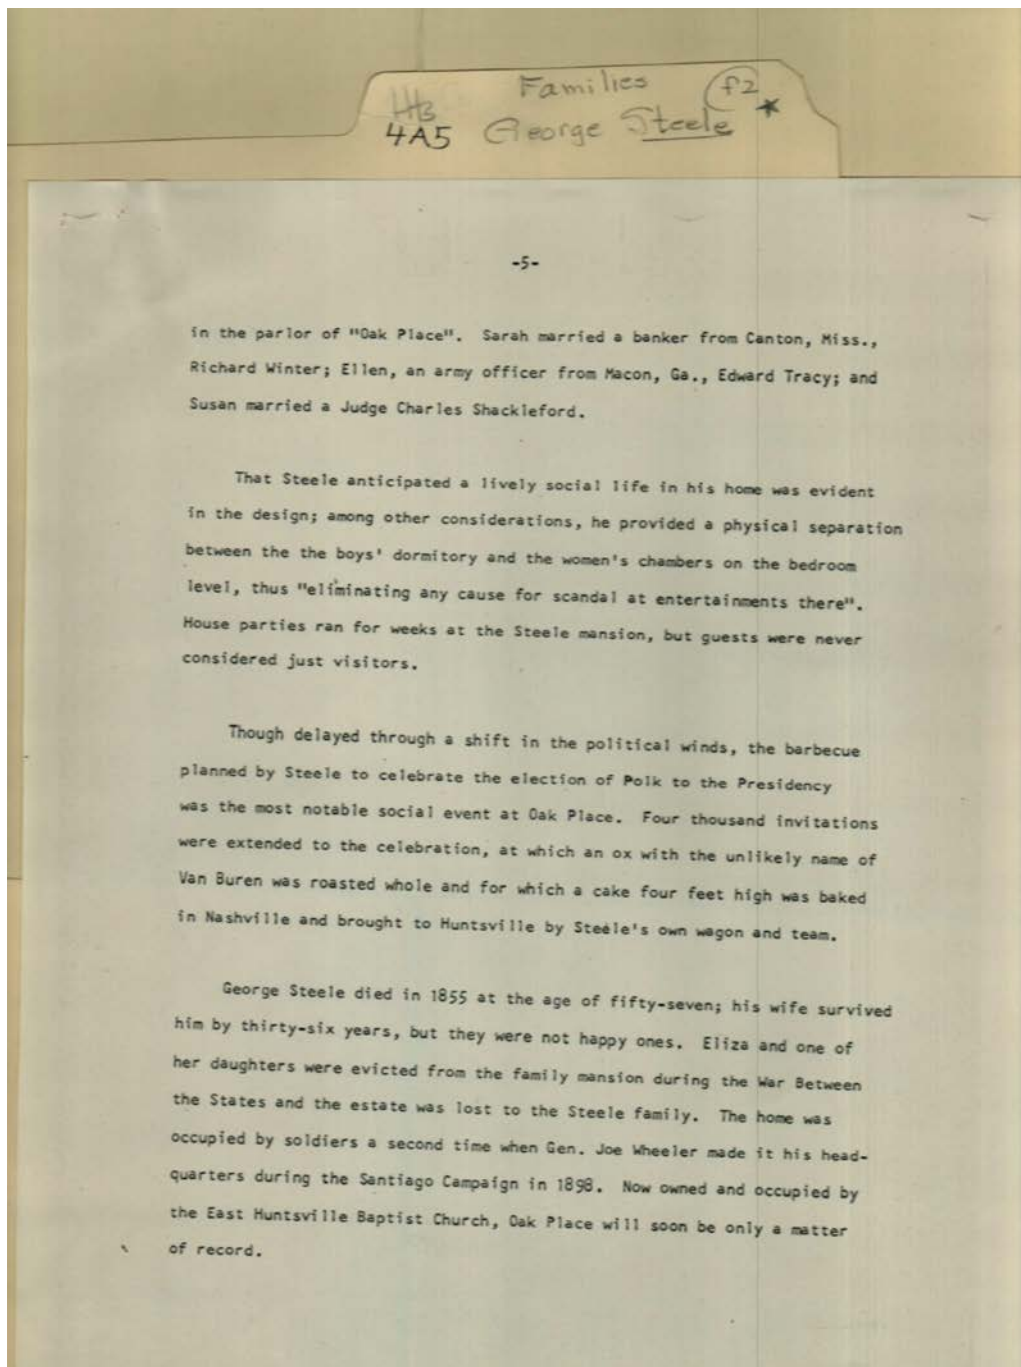 Families f2
HB
4A5 George Steele *
-5-
in the parlor of "Oak Place". Sarah married a banker from Canton, Miss.,
Richard Winter; Ellen, an army officer from Macon, Ga., Edward Tracy; and
Susan married a Judge Charles Shackleford.
That Steele anticipated a lively social life in his home was evident
in the design; among other considerations, he provided a physical separation
between the the boys' dormitory and the women's chambers on the bedroom
level, thus "eliminating any cause for scandal at entertainments there".
House parties ran for weeks at the Steele mansion, but guests were never
considered just visitors.
Though delayed through a shift in the political winds, the barbecue
planned by Steele to celebrate the election of Polk to the Presidency
was the most notable social event at Oak Place. Four thousand invitations
were extended to the celebration, at which an ox with the unlikely name of
Van Buren was roasted whole and for which a cake four feet high was baked
in Nashville and brought to Huntsville by Steele's own wagon and team.
George Steele died in 1855 at the age of fifty-seven; his wife survived
him by thirty-six years, but they were not happy ones. Eliza and one of
her daughters were evicted from the family mansion during the War Between
the States and the estate was lost to the Steele family. The home was
occupied by soldiers a second time when Gen. Joe Wheeler made it his head-
quarters during the Santiago Campaign in 1898. Now owned and occupied by
the East Huntsville Baptist Church, Oak Place will soon be only a matter
of record.